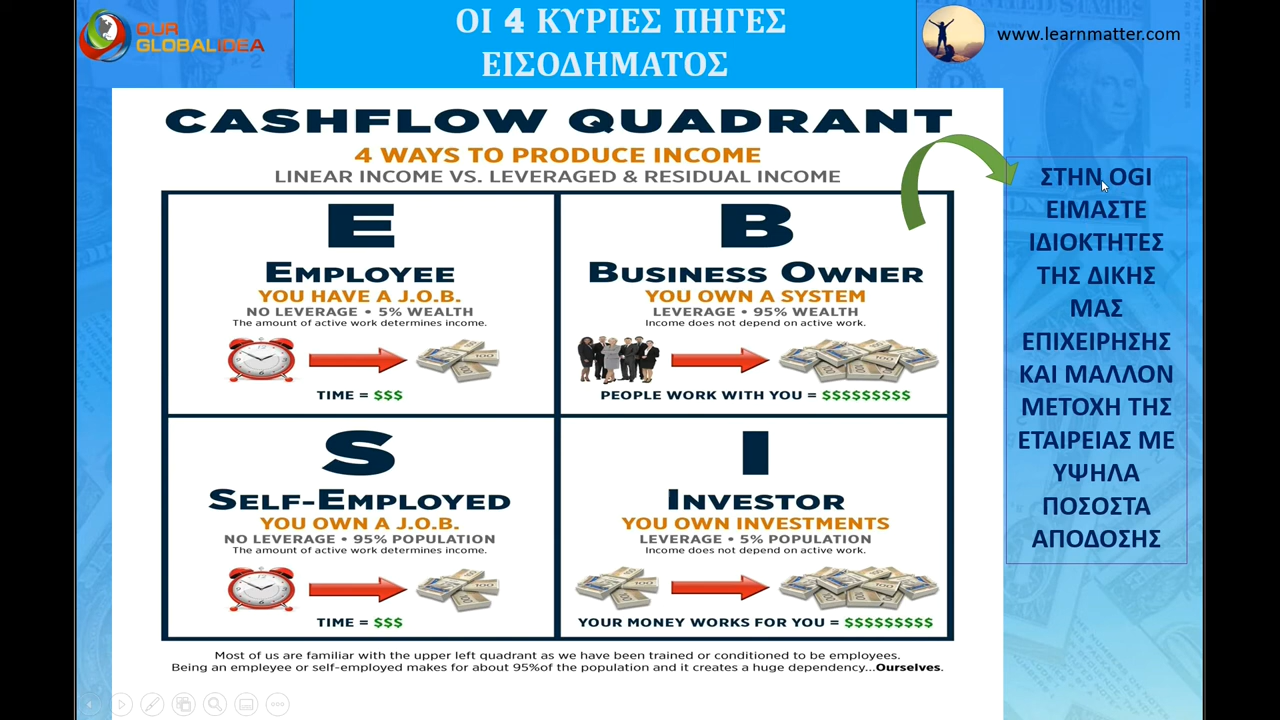 OUR
GLOBALIDEA
ΟΙ 4 ΚΥΡΙΕΣ ΠΗΓΕΣ
ΕΙΣΟΔΗΜΑΤΟΣ
www.learnmatter.com
CASHFLOW QUADRANT
4 WAYS TO PRODUCE INCOME
LINEAR INCOME VS. LEVERAGED & RESIDUAL INCOME
E
EMPLOYEE
YOU HAVE A J.O.B.
NO LEVERAGE • 5% WEALTH
The amount of active work determines income.
TIME = $$$
B
BUSINESS OWNER
YOU OWN A SYSTEM
LEVERAGE • 95% WEALTH
Income does not depend on active work.
PEOPLE WORK WITH YOU = $$$$$$$$$
S
SELF-EMPLOYED
YOU OWN A J.O.B.
NO LEVERAGE • 95% POPULATION
The amount of active work determines income.
TIME = $$$
I
INVESTOR
YOU OWN INVESTMENTS
LEVERAGE • 5% POPULATION
Income does not depend on active work.
YOUR MONEY WORKS FOR YOU = $$$$$$$$$
Most of us are familiar with the upper left quadrant as we have been trained or conditioned to be employees.
Being an employee or self-employed makes for about 95%of the population and it creates a huge dependency...Ourselves.
ΣΤΗΝ OGI
ΕΙΜΑΣΤΕ
ΙΔΙΟΚΤΗΤΕΣ
ΤΗΣ ΔΙΚΗΣ
ΜΑΣ
ΕΠΙΧΕΙΡΗΣΗΣ
ΚΑΙ ΜΑΛΛΟΝ
ΜΕΤΟΧΗ ΤΗΣ
ΕΤΑΙΡΕΙΑΣ ΜΕ
ΥΨΗΛΑ
ΠΟΣΟΣΤΑ
ΑΠΟΔΟΣΗΣ